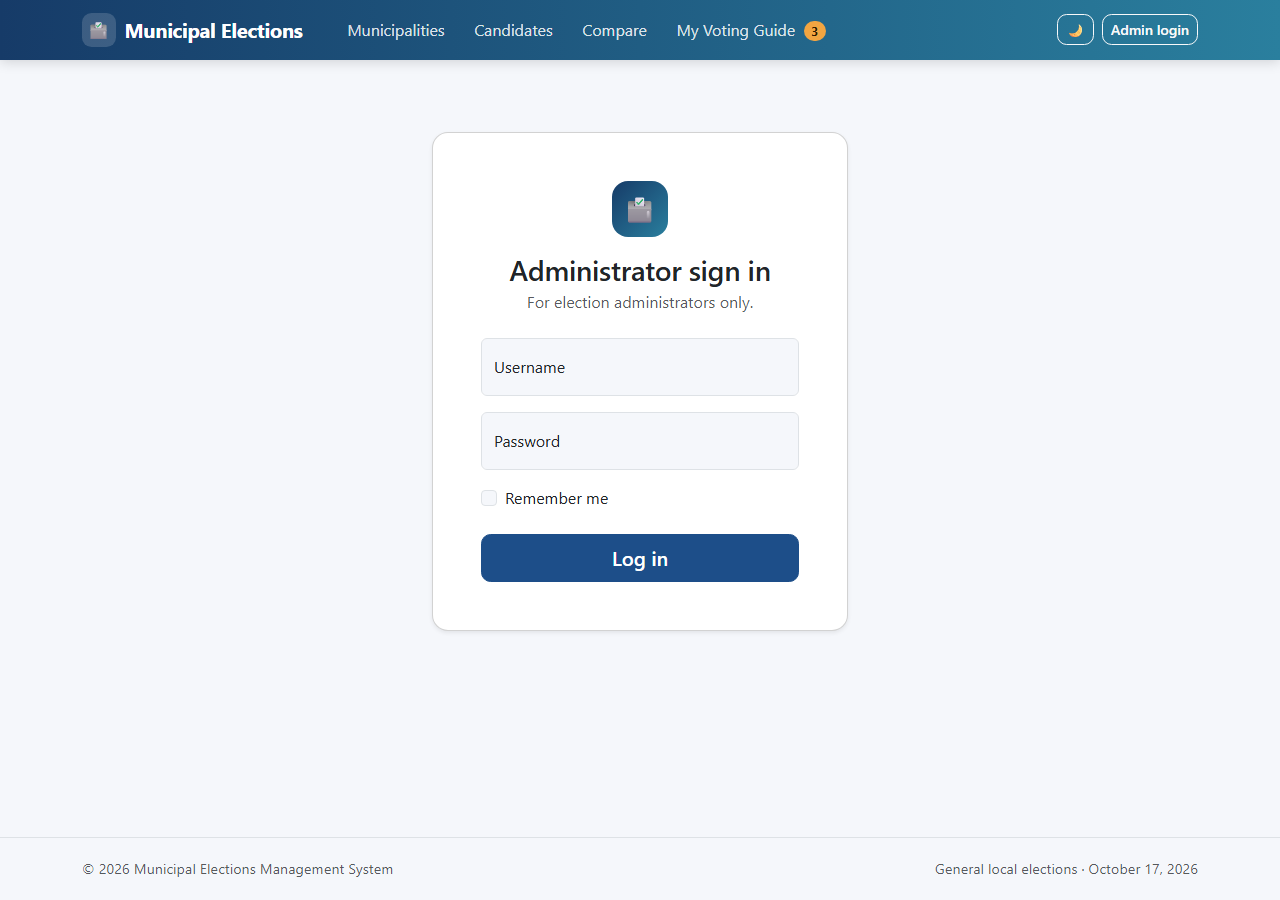 Municipal Elections
Municipalities
Candidates
Compare
My Voting Guide 3
Admin login
Administrator sign in
For election administrators only.
Username
Password
Remember me
Log in
© 2026 Municipal Elections Management System
General local elections · October 17, 2026